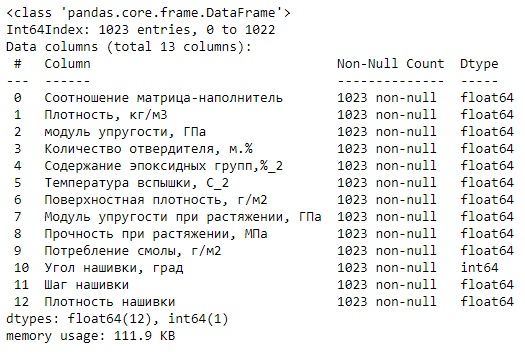 <class 'pandas.core.frame.DataFrame'>
Int64Index: 1023 entries, 0 to 1022
Data columns (total 13 columns):
 #   Column                                Non-Null Count  Dtype
---  ------                                --------------  -----
 0   Соотношение матрица-наполнитель       1023 non-null   float64
 1   Плотность, кг/м3                      1023 non-null   float64
 2   модуль упругости, ГПа                 1023 non-null   float64
 3   Количество отвердителя, м.%           1023 non-null   float64
 4   Содержание эпоксидных групп,%_2       1023 non-null   float64
 5   Температура вспышки, С_2              1023 non-null   float64
 6   Поверхностная плотность, г/м2         1023 non-null   float64
 7   Модуль упругости при растяжении, ГПа  1023 non-null   float64
 8   Прочность при растяжении, МПа         1023 non-null   float64
 9   Потребление смолы, г/м2               1023 non-null   float64
 10  Угол нашивки, град                    1023 non-null   int64
 11  Шаг нашивки                           1023 non-null   float64
 12  Плотность нашивки                     1023 non-null   float64
dtypes: float64(12), int64(1)
memory usage: 111.9 KB